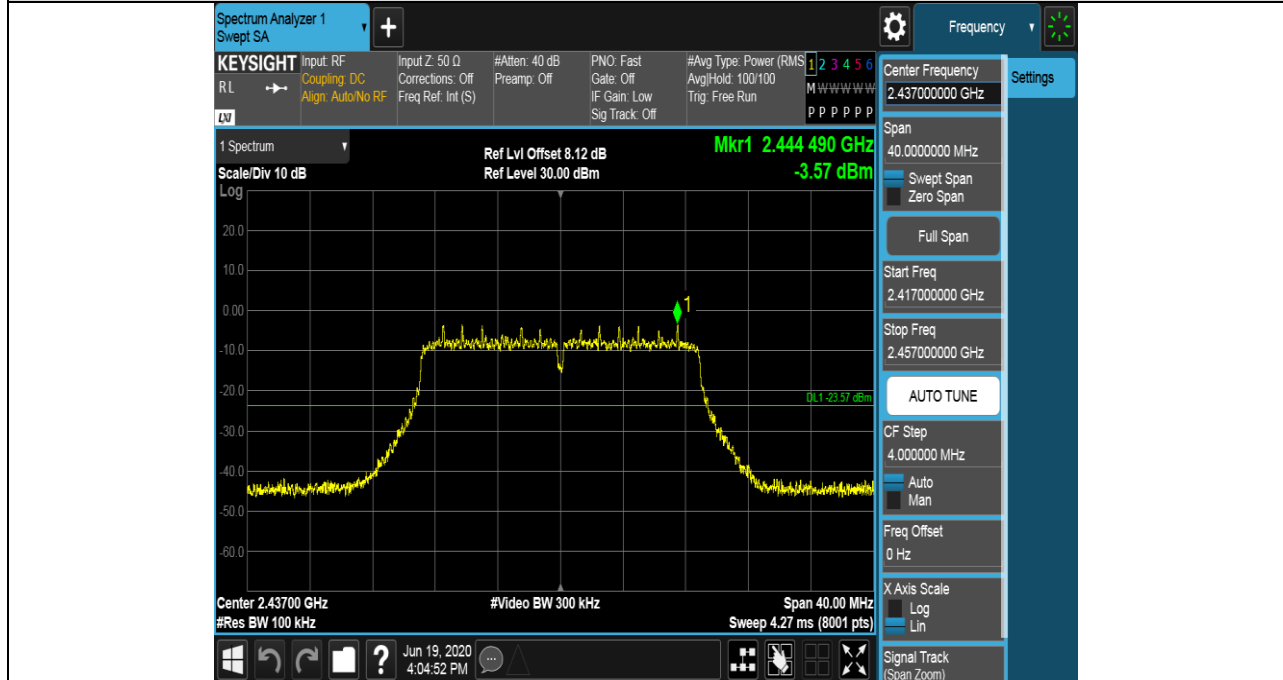 Spectrum Analyzer 1
Swept SA
+
Frequency
KEYSIGHT
RL
LXI
Input: RF
Coupling: DC
Align: Auto/No RF
Input Z: 50 Ω
Corrections: Off
Freq Ref: Int (S)
#Atten: 40 dB
Preamp: Off
PNO: Fast
Gate: Off
IF Gain: Low
Sig Track: Off
#Avg Type: Power (RMS
Avg|Hold: 100/100
Trig: Free Run
1 2 3 4 5 6
M W W W W W
P P P P P P
Center Frequency
2.437000000 GHz
Settings
Span
40.0000000 MHz
Swept Span
Zero Span
Full Span
Start Freq
2.417000000 GHz
Stop Freq
2.457000000 GHz
AUTO TUNE
CF Step
4.000000 MHz
Auto
Man
Freq Offset
0 Hz
X Axis Scale
Log
Lin
Signal Track
(Span Zoom)
1 Spectrum
Scale/Div 10 dB
Log
Ref Lvl Offset 8.12 dB
Ref Level 30.00 dBm
Mkr1 2.444 490 GHz
-3.57 dBm
20.0
10.0
0.00
-10.0
-20.0
-30.0
-40.0
-50.0
-60.0
1
DL1 -23.57 dBm
Center 2.43700 GHz
#Res BW 100 kHz
#Video BW 300 kHz
Span 40.00 MHz
Sweep 4.27 ms (8001 pts)
?
Jun 19, 2020
4:04:52 PM